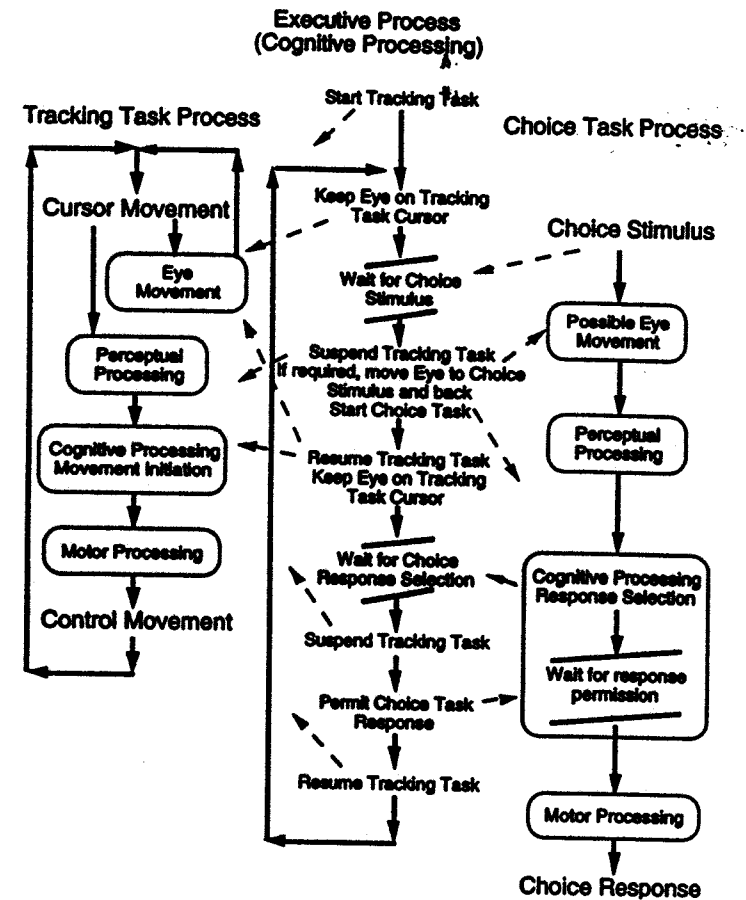 Executive Process
(Cognitive Processing)
Start Tracking Task
Tracking Task Process
Cursor Movement
Eye
Movement
Perceptual
Processing
Cognitive Processing
Movement Initiation
Motor Processing
Control Movement
Keep Eye on Tracking
Task Cursor
Wait for Choice
Stimulus
Suspend Tracking Task
If required, move Eye to Choice
Stimulus and back
Start Choice Task
Resume Tracking Task
Keep Eye on Tracking
Task Cursor
Wait for Choice
Response Selection
Suspend Tracking Task
Permit Choice Task
Response
Resume Tracking Task
Choice Task Process
Choice Stimulus
Possible Eye
Movement
Perceptual
Processing
Cognitive Processing
Response Selection
Wait for response
permission
Motor Processing
Choice Response